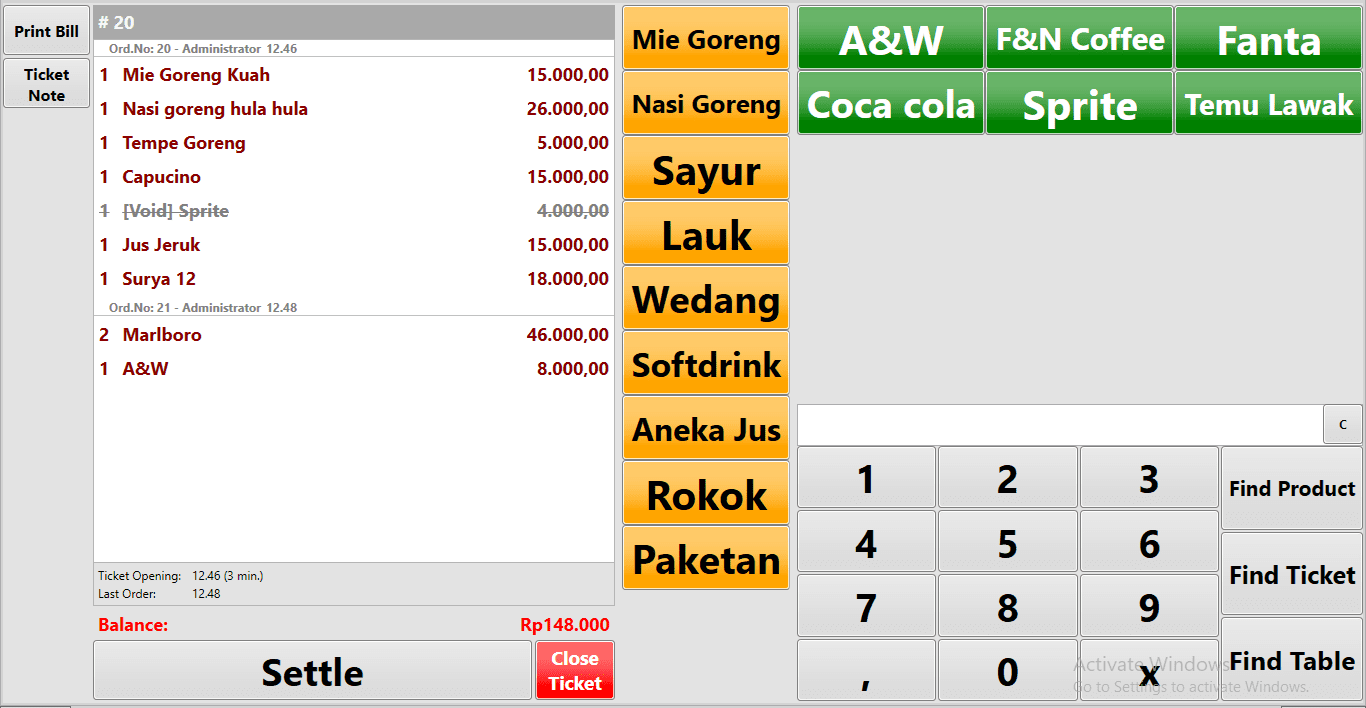 Print Bill
Ticket
Note
# 20
Ord.No: 20 - Administrator 12.46
1 Mie Goreng Kuah 15.000,00
1 Nasi goreng hula hula 26.000,00
1 Tempe Goreng 5.000,00
1 Capucino 15.000,00
1 [Void] Sprite 4.000,00
1 Jus Jeruk 15.000,00
1 Surya 12 18.000,00
Ord.No: 21 - Administrator 12.48
2 Marlboro 46.000,00
1 A&W 8.000,00
Ticket Opening: 12.46 (3 min.)
Last Order: 12.48
Balance: Rp148.000
Settle
Close
Ticket
Mie Goreng
Nasi Goreng
Sayur
Lauk
Wedang
Softdrink
Aneka Jus
Rokok
Paketan
A&W F&N Coffee Fanta
Coca cola Sprite Temu Lawak
C
1 2 3
4 5 6
7 8 9
, 0 x
Find Product
Find Ticket
Find Table
Activate Windows
Go to Settings to activate Windows.